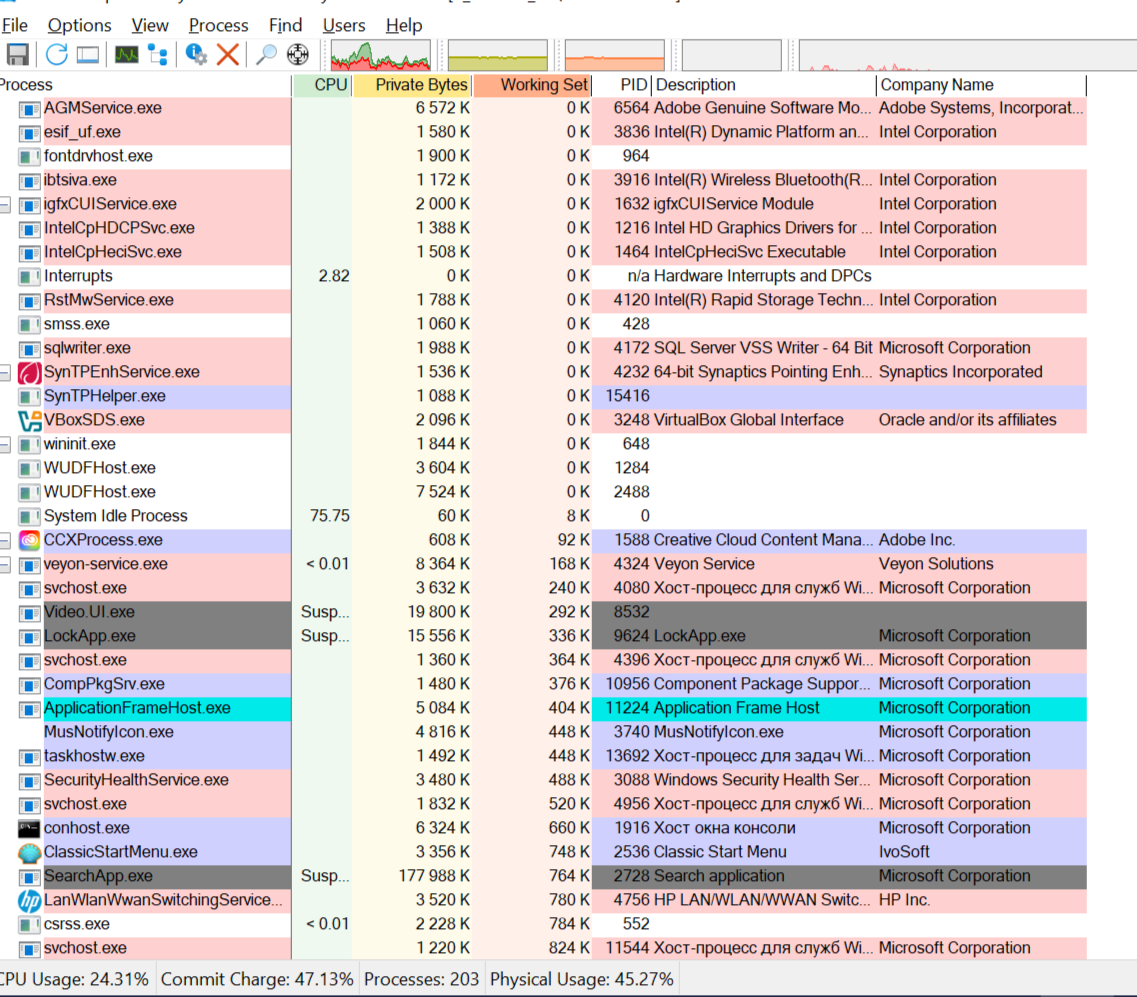 File Options View Process Find Users Help
Process CPU Private Bytes Working Set PID Description Company Name
AGMService.exe 6 572 K 0 K 6564 Adobe Genuine Software Mo... Adobe Systems, Incorporat...
esif_uf.exe 1 580 K 0 K 3836 Intel(R) Dynamic Platform an... Intel Corporation
fontdrvhost.exe 1 900 K 0 K 964
ibtsiva.exe 1 172 K 0 K 3916 Intel(R) Wireless Bluetooth(R... Intel Corporation
igfxCUIService.exe 2 000 K 0 K 1632 igfxCUIService Module Intel Corporation
IntelCpHDCPSvc.exe 1 388 K 0 K 1216 Intel HD Graphics Drivers for ... Intel Corporation
IntelCpHeciSvc.exe 1 508 K 0 K 1464 IntelCpHeciSvc Executable Intel Corporation
Interrupts 2.82 0 K 0 K n/a Hardware Interrupts and DPCs
RstMwService.exe 1 788 K 0 K 4120 Intel(R) Rapid Storage Techn... Intel Corporation
smss.exe 1 060 K 0 K 428
sqlwriter.exe 1 988 K 0 K 4172 SQL Server VSS Writer - 64 Bit Microsoft Corporation
SynTPEnhService.exe 1 536 K 0 K 4232 64-bit Synaptics Pointing Enh... Synaptics Incorporated
SynTPHelper.exe 1 088 K 0 K 15416
VBoxSDS.exe 2 096 K 0 K 3248 VirtualBox Global Interface Oracle and/or its affiliates
wininit.exe 1 844 K 0 K 648
WUDFHost.exe 3 604 K 0 K 1284
WUDFHost.exe 7 524 K 0 K 2488
System Idle Process 75.75 60 K 8 K 0
CCXProcess.exe 608 K 92 K 1588 Creative Cloud Content Mana... Adobe Inc.
veyon-service.exe < 0.01 8 364 K 168 K 4324 Veyon Service Veyon Solutions
svchost.exe 3 632 K 240 K 4080 Хост-процесс для служб Wi... Microsoft Corporation
Video.UI.exe Susp... 19 800 K 292 K 8532
LockApp.exe Susp... 15 556 K 336 K 9624 LockApp.exe Microsoft Corporation
svchost.exe 1 360 K 364 K 4396 Хост-процесс для служб Wi... Microsoft Corporation
CompPkgSrv.exe 1 480 K 376 K 10956 Component Package Suppor... Microsoft Corporation
ApplicationFrameHost.exe 5 084 K 404 K 11224 Application Frame Host Microsoft Corporation
MusNotifyIcon.exe 4 816 K 448 K 3740 MusNotifyIcon.exe Microsoft Corporation
taskhostw.exe 1 492 K 448 K 13692 Хост-процесс для задач Wi... Microsoft Corporation
SecurityHealthService.exe 3 480 K 488 K 3088 Windows Security Health Ser... Microsoft Corporation
svchost.exe 1 832 K 520 K 4956 Хост-процесс для служб Wi... Microsoft Corporation
conhost.exe 6 324 K 660 K 1916 Хост окна консоли Microsoft Corporation
ClassicStartMenu.exe 3 356 K 748 K 2536 Classic Start Menu IvoSoft
SearchApp.exe Susp... 177 988 K 764 K 2728 Search application Microsoft Corporation
hp LanWlanWwanSwitchingService... 3 520 K 780 K 4756 HP LAN/WLAN/WWAN Switc... HP Inc.
csrss.exe < 0.01 2 228 K 784 K 552
svchost.exe 1 220 K 824 K 11544 Хост-процесс для служб Wi... Microsoft Corporation
CPU Usage: 24.31% Commit Charge: 47.13% Processes: 203 Physical Usage: 45.27%